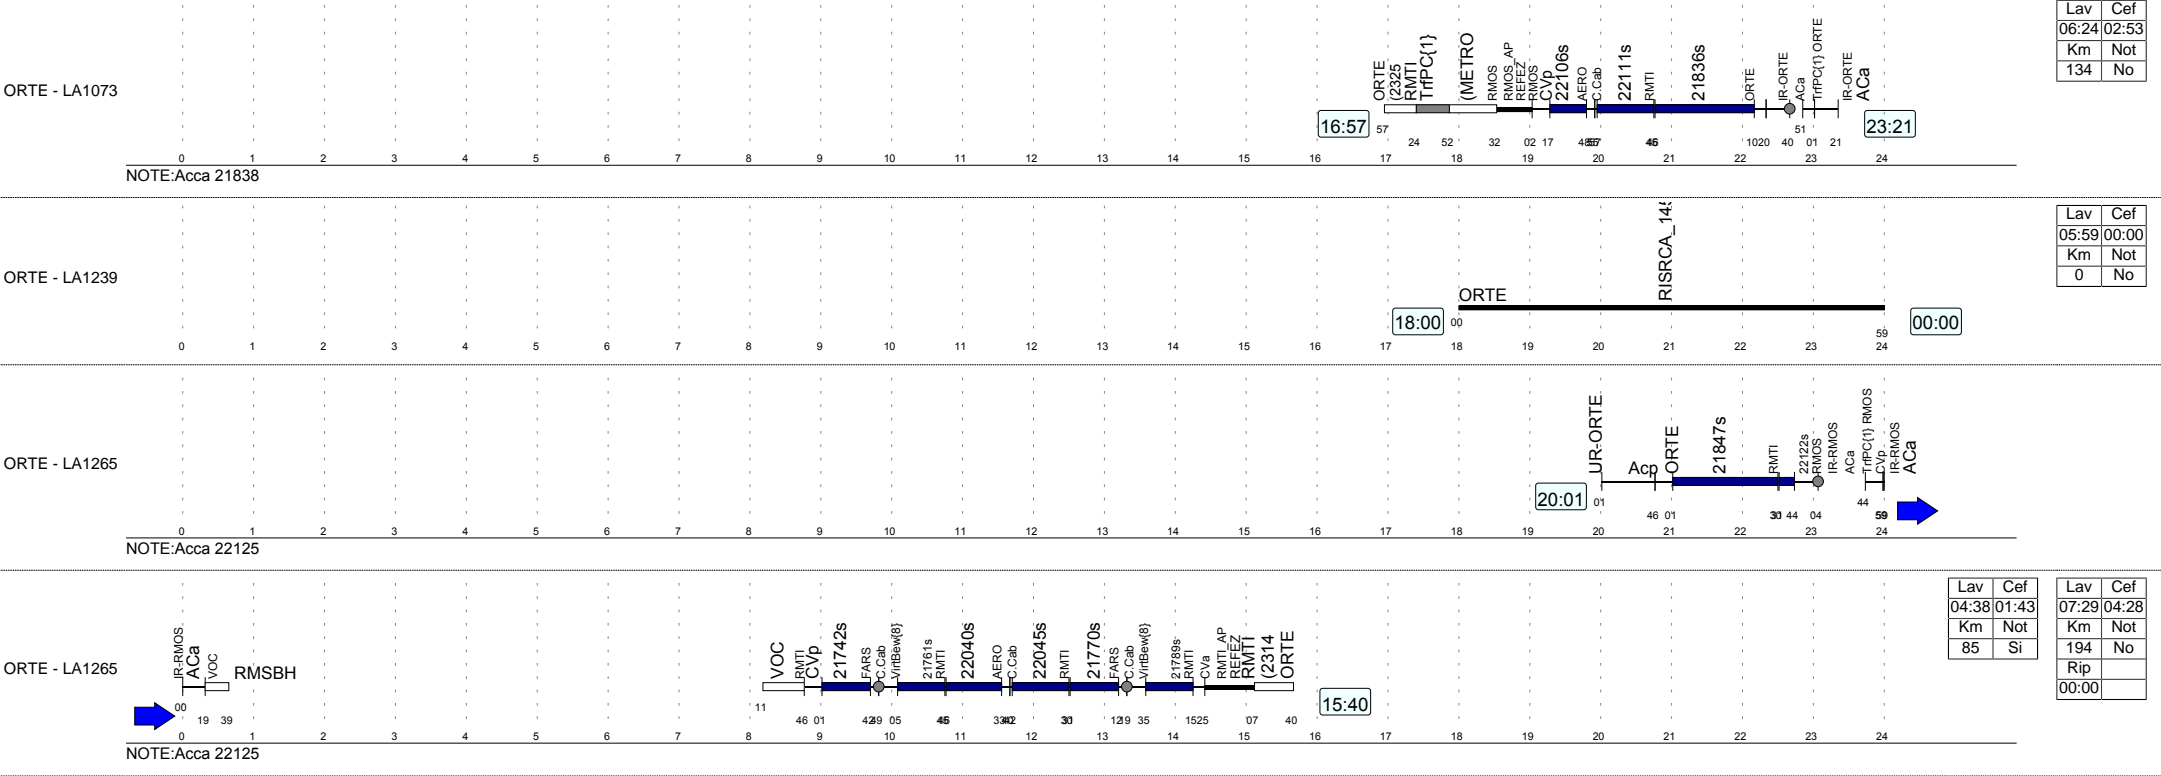 Lav Cef
06:24 02:53
Km Not
134 No
ORTE - LA1073
16:57
ORTE
(2325
RMTI
TrfPC{1}
(METRO
RMOS
RMOS_AP
REFEZ
RMOS
CVp
22106s
AERO
C.Cab
22111s
RMTI
21836s
ORTE
IR-ORTE
ACa
TrfPC{1} ORTE
IR-ORTE
ACa
23:21
57 24 52 32 02 17 48 10 20 40 51 01 21
0 1 2 3 4 5 6 7 8 9 10 11 12 13 14 15 16 17 18 19 20 21 22 23 24
NOTE:Acca 21838
Lav Cef
05:59 00:00
Km Not
0 No
ORTE - LA1239
18:00
ORTE
RISRCA_145
00:00
00 59
0 1 2 3 4 5 6 7 8 9 10 11 12 13 14 15 16 17 18 19 20 21 22 23 24
ORTE - LA1265
20:01
UR-ORTE
Acp
ORTE
21847s
RMTI
22122s
RMOS
IR-RMOS
ACa
TrfPC{1} RMOS
CVp
IR-RMOS
ACa
01 46 01 44 04 44 59
0 1 2 3 4 5 6 7 8 9 10 11 12 13 14 15 16 17 18 19 20 21 22 23 24
NOTE:Acca 22125
Lav Cef
04:38 01:43
Km Not
85 Si
Lav Cef
07:29 04:28
Km Not
194 No
Rip
00:00
ORTE - LA1265
IR-RMOS
ACa
VOC
RMSBH
VOC
RMTI
CVp
21742s
FARS
C.Cab
VirtBew{8}
21761s
RMTI
22040s
AERO
C.Cab
22045s
RMTI
21770s
FARS
C.Cab
VirtBew{8}
21789s
RMTI
CVa
RMTI_AP
REFEZ
RMTI
(2314
ORTE
15:40
00 19 39 11 46 01 42 49 05 42 12 19 35 15 25 07 40
0 1 2 3 4 5 6 7 8 9 10 11 12 13 14 15 16 17 18 19 20 21 22 23 24
NOTE:Acca 22125